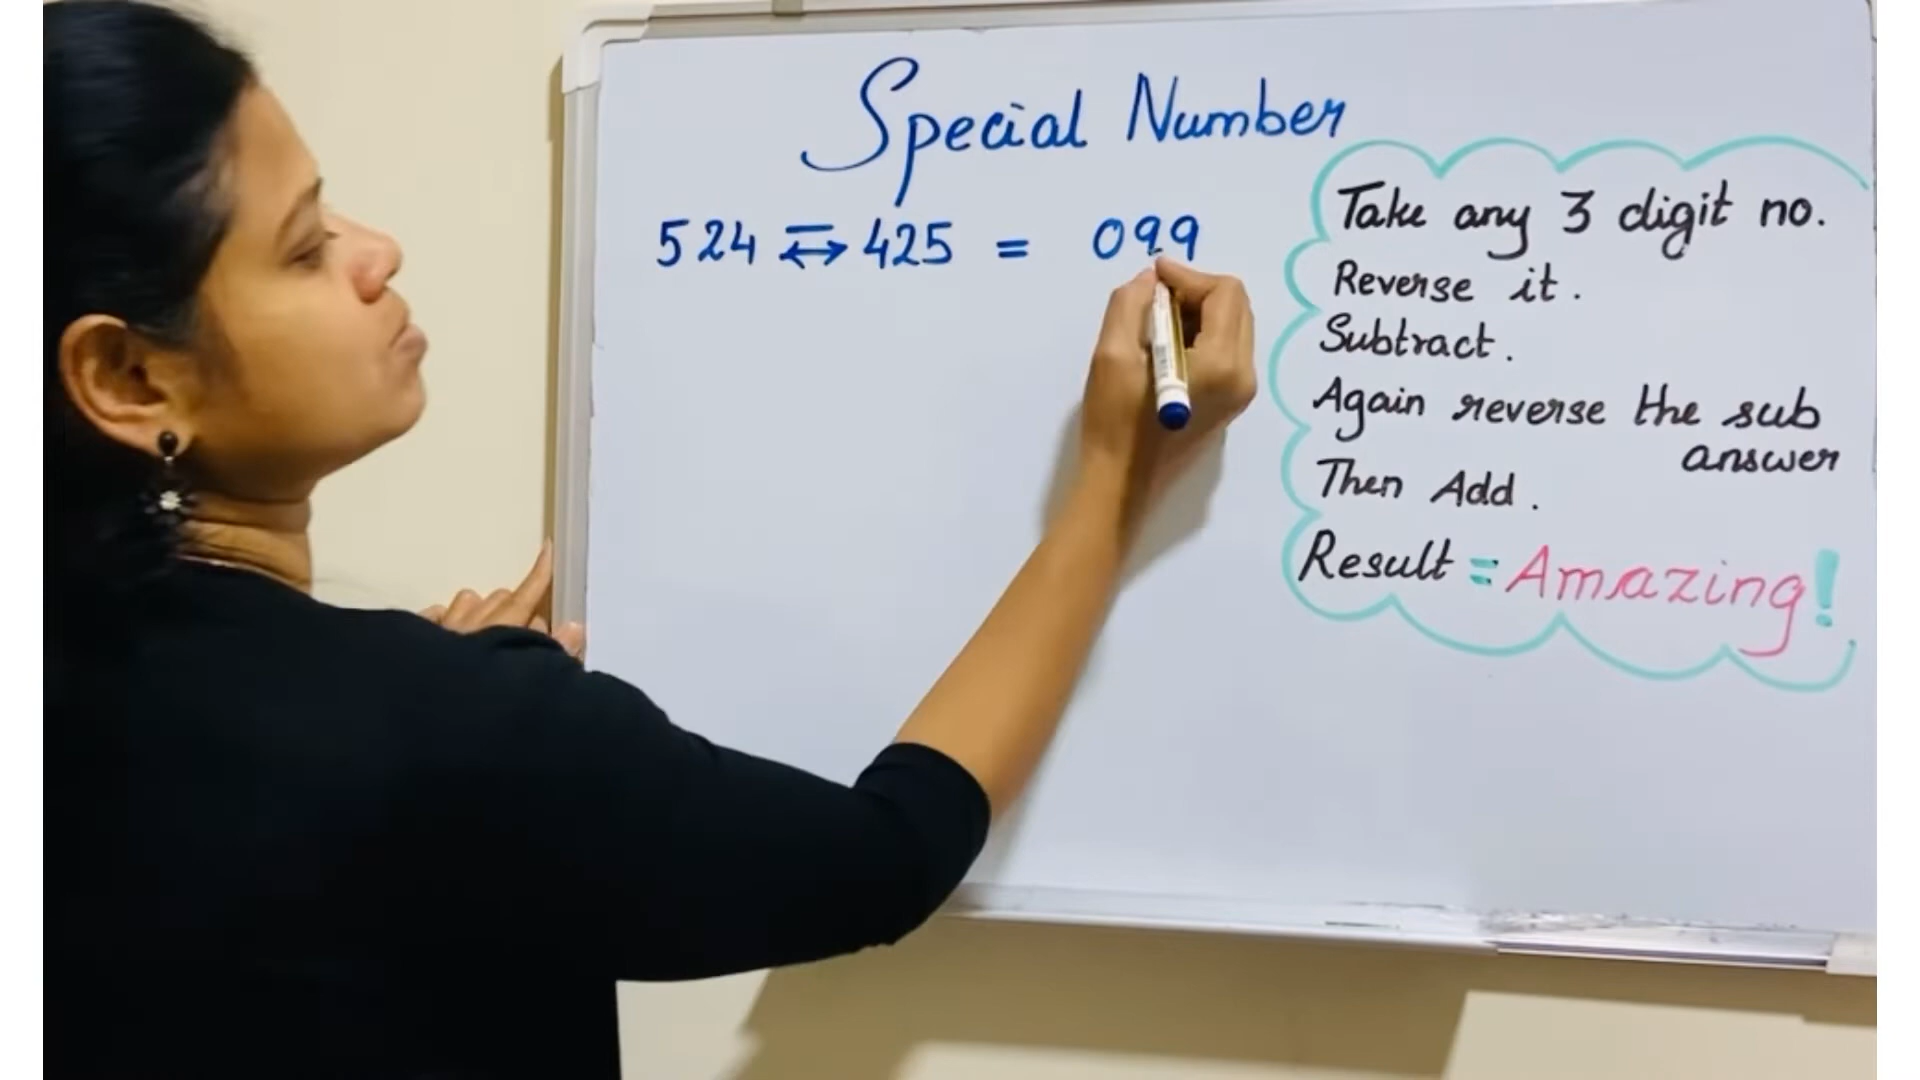 Special Number
524 ↔ 425 = 099
Take any 3 digit no.
Reverse it.
Subtract.
Again reverse the sub
answer
Then Add.
Result = Amazing!